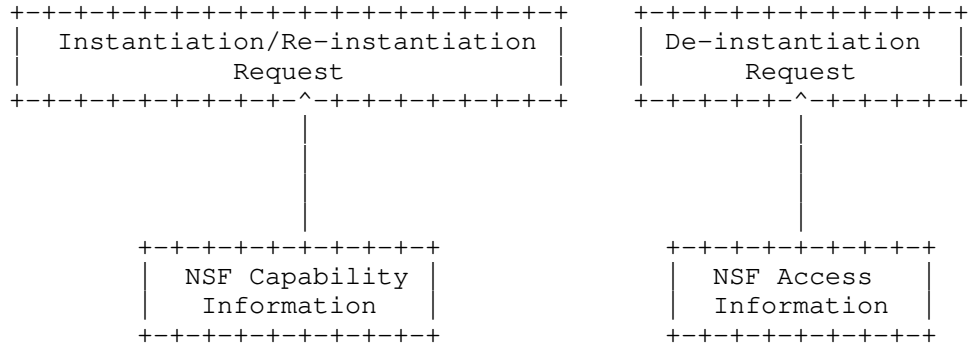 Instantiation/Re-instantiation
Request
De-instantiation
Request
NSF Capability
Information
NSF Access
Information